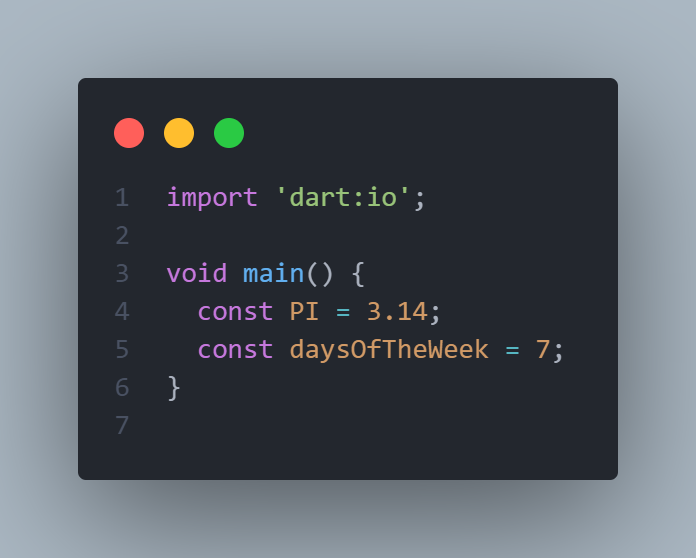 1 import 'dart:io';
2
3 void main() {
4   const PI = 3.14;
5   const daysOfTheWeek = 7;
6 }
7